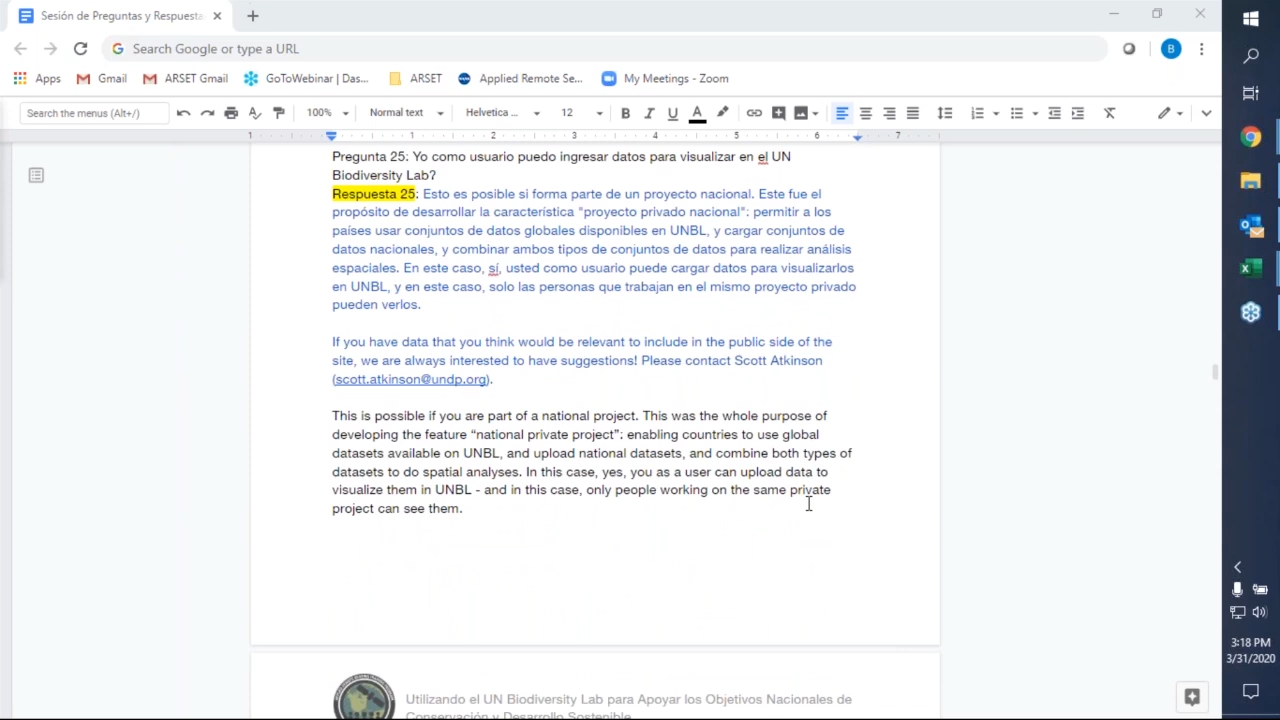 Sesión de Preguntas y Respuesta
Search Google or type a URL
B
Apps
Gmail
ARSET Gmail
GoToWebinar | Das...
ARSET
Applied Remote Se...
My Meetings - Zoom
Search the menus (Alt+/)
100%
Normal text
Helvetica ...
12
B I U A
1 1 2 3 4 5 6 7
Pregunta 25: Yo como usuario puedo ingresar datos para visualizar en el UN
Biodiversity Lab?
Respuesta 25: Esto es posible si forma parte de un proyecto nacional. Este fue el
propósito de desarrollar la característica "proyecto privado nacional": permitir a los
países usar conjuntos de datos globales disponibles en UNBL, y cargar conjuntos de
datos nacionales, y combinar ambos tipos de conjuntos de datos para realizar análisis
espaciales. En este caso, sí, usted como usuario puede cargar datos para visualizarlos
en UNBL, y en este caso, solo las personas que trabajan en el mismo proyecto privado
pueden verlos.
If you have data that you think would be relevant to include in the public side of the
site, we are always interested to have suggestions! Please contact Scott Atkinson
(scott.atkinson@undp.org).
This is possible if you are part of a national project. This was the whole purpose of
developing the feature “national private project”: enabling countries to use global
datasets available on UNBL, and upload national datasets, and combine both types of
datasets to do spatial analyses. In this case, yes, you as a user can upload data to
visualize them in UNBL - and in this case, only people working on the same private
project can see them.
Utilizando el UN Biodiversity Lab para Apoyar los Objetivos Nacionales de
Conservación y Desarrollo Sostenible
3:18 PM
3/31/2020